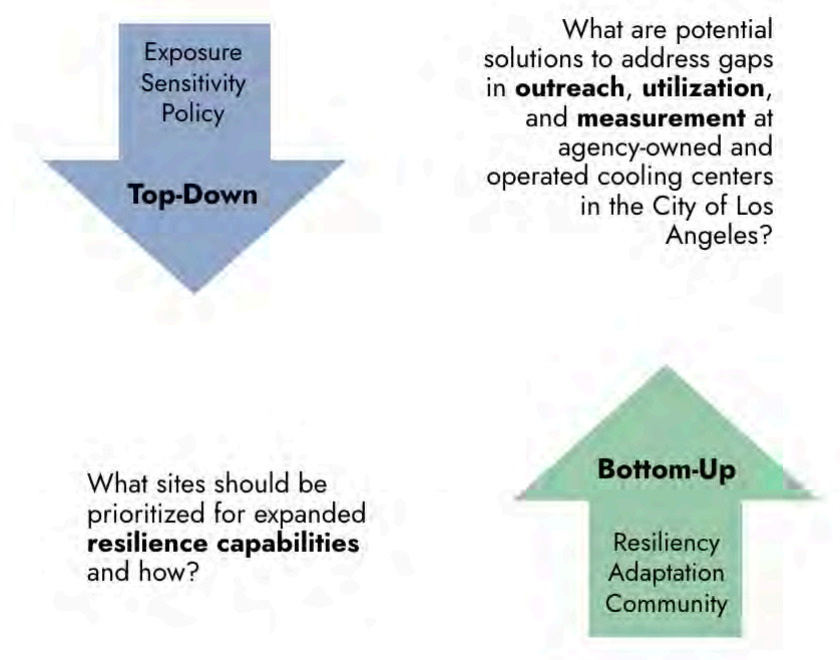 Exposure
Sensitivity
Policy
Top-Down
What are potential
solutions to address gaps
in outreach, utilization,
and measurement at
agency-owned and
operated cooling centers
in the City of Los
Angeles?
What sites should be
prioritized for expanded
resilience capabilities
and how?
Bottom-Up
Resiliency
Adaptation
Community